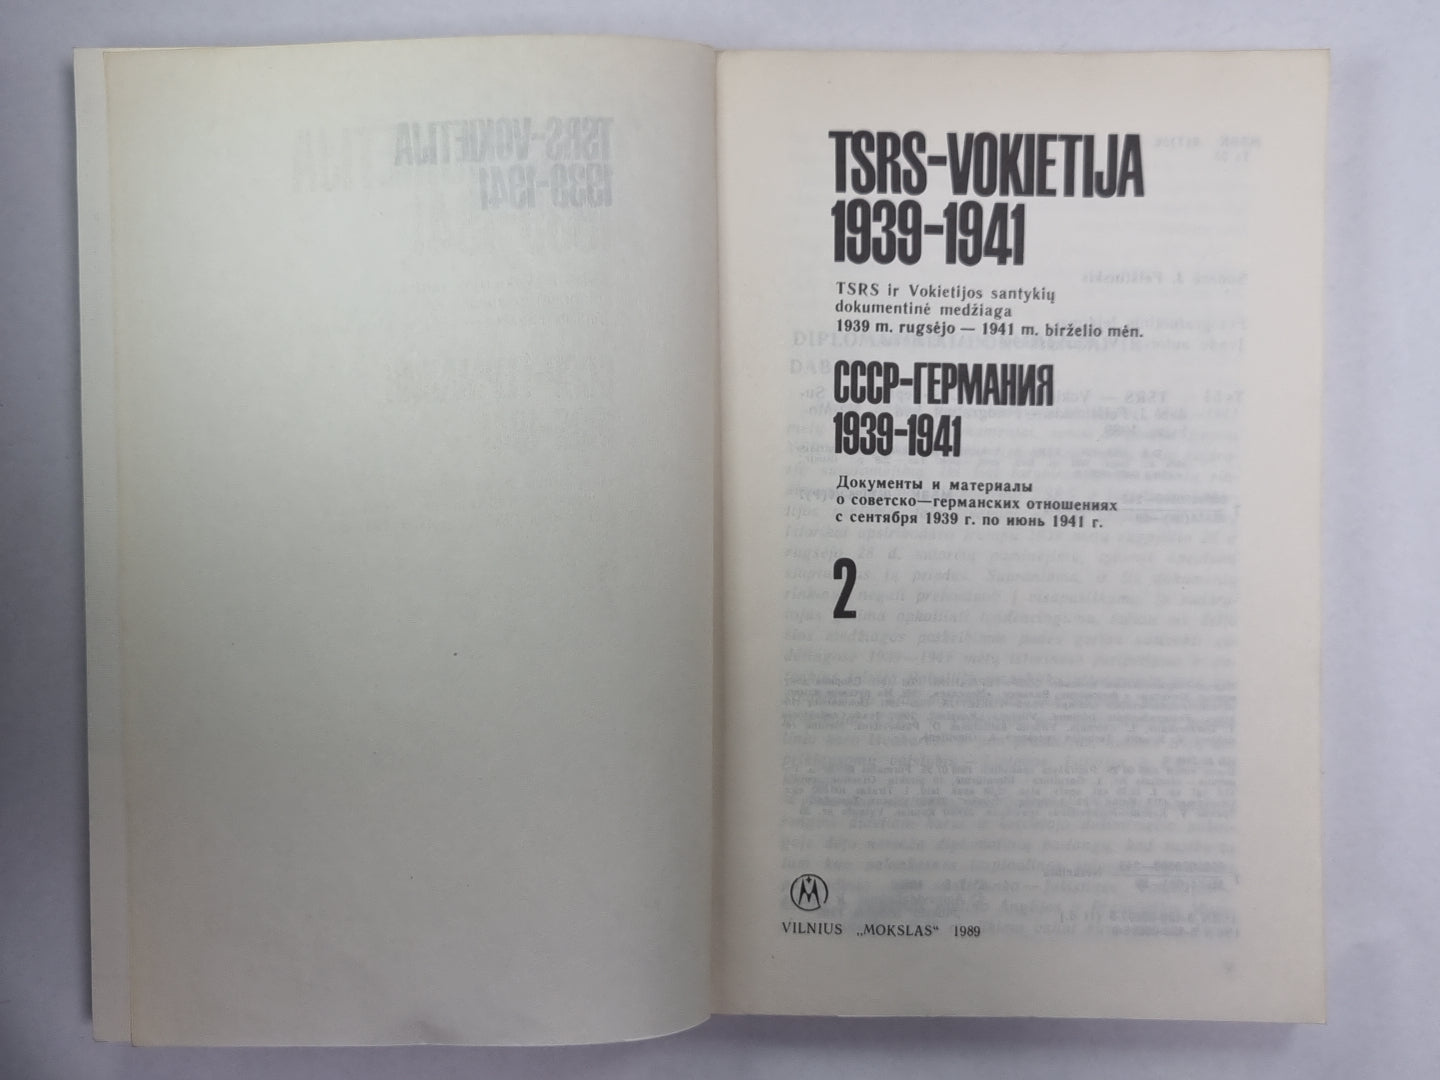 TSRS–VOKIETIJA
1939–1941
TSRS ir Vokietijos santykių
dokumentinė medžiaga
1939 m. rugsėjo — 1941 m. birželio mėn.
СССР–ГЕРМАНИЯ
1939–1941
Документы и материалы
о советско—германских отношениях
с сентября 1939 г. по июнь 1941 г.
2
VILNIUS „MOKSLAS“ 1989